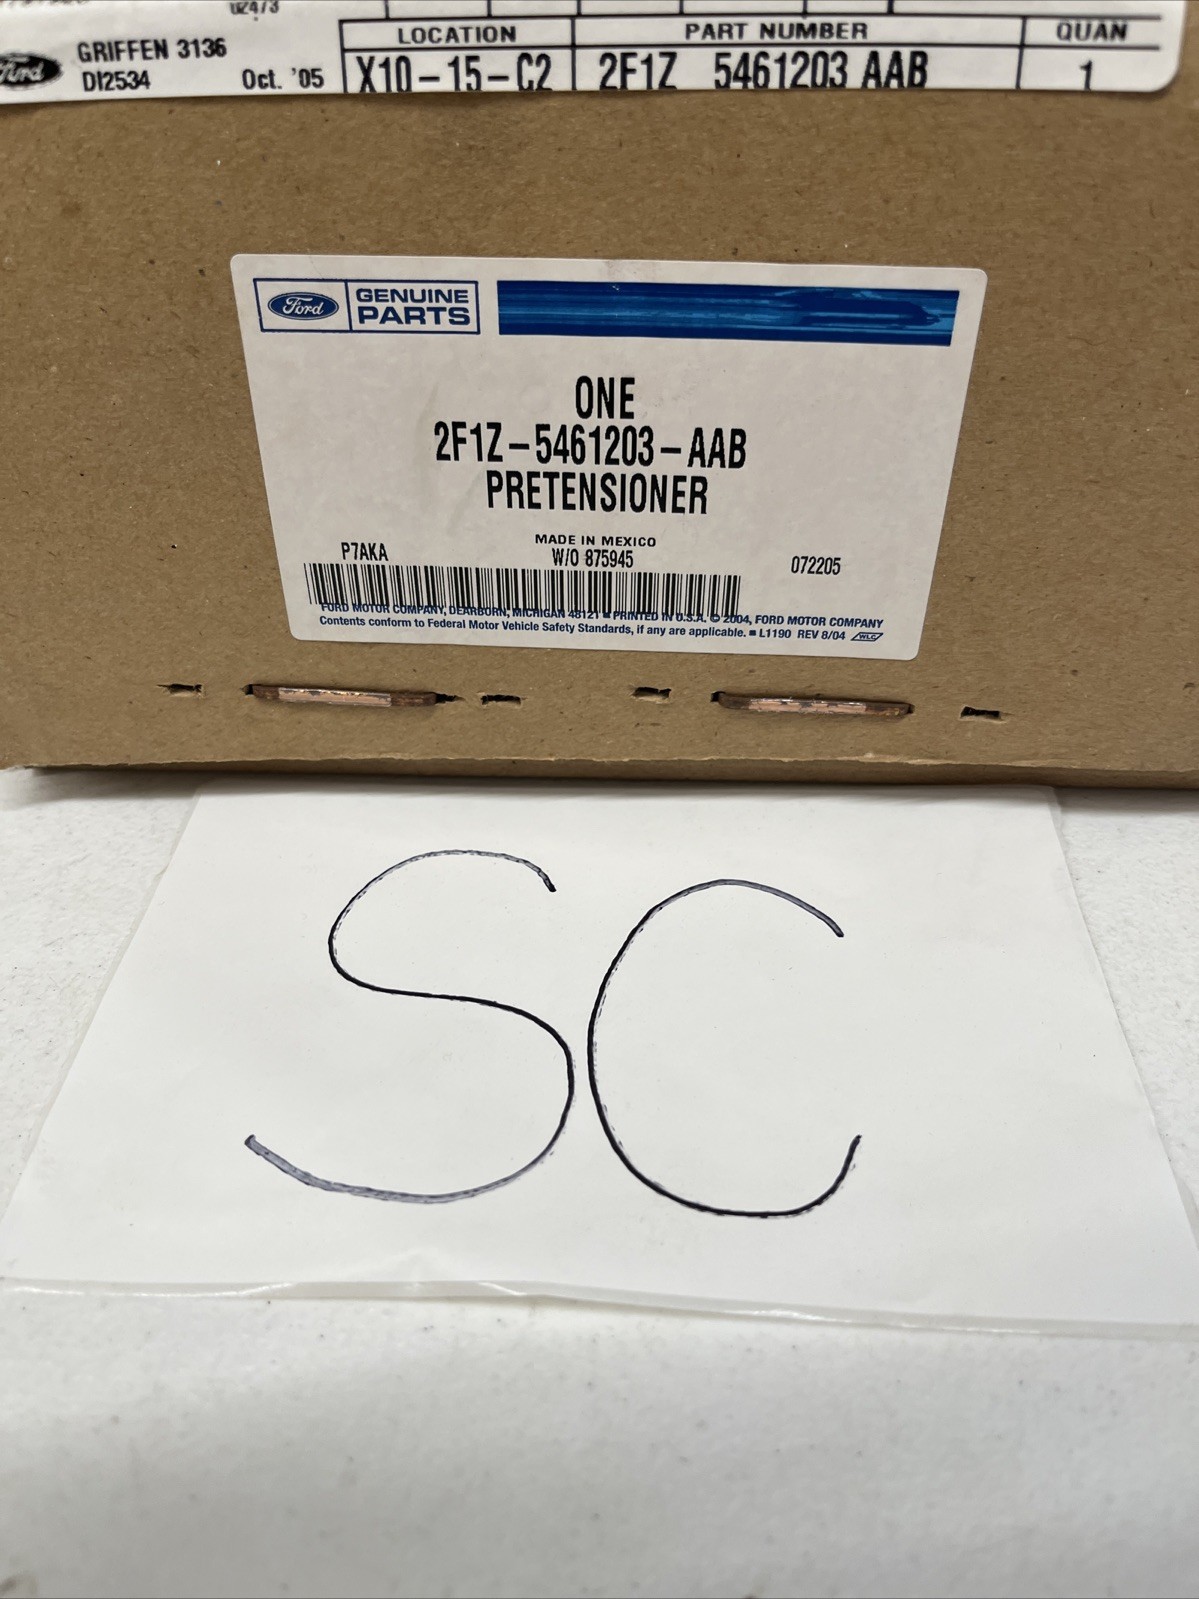 Ford GRIFFEN 3136
DI2534 Oct. '05
LOCATION PART NUMBER QUAN
X10-15-C2 2F1Z 5461203 AAB 1
Ford GENUINE
PARTS
ONE
2F1Z-5461203-AAB
PRETENSIONER
MADE IN MEXICO
P7AKA W/O 875945 072205
FORD MOTOR COMPANY, DEARBORN, MICHIGAN 48121 ■ PRINTED IN U.S.A. © 2004, FORD MOTOR COMPANY
Contents conform to Federal Motor Vehicle Safety Standards, if any are applicable. ■ L1190 REV 8/04 WLC
SC